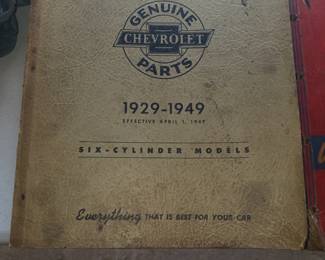 GENUINE
CHEVROLET
PARTS
1929-1949
EFFECTIVE APRIL 1, 1949
SIX-CYLINDER MODELS
Everything THAT IS BEST FOR YOUR CAR